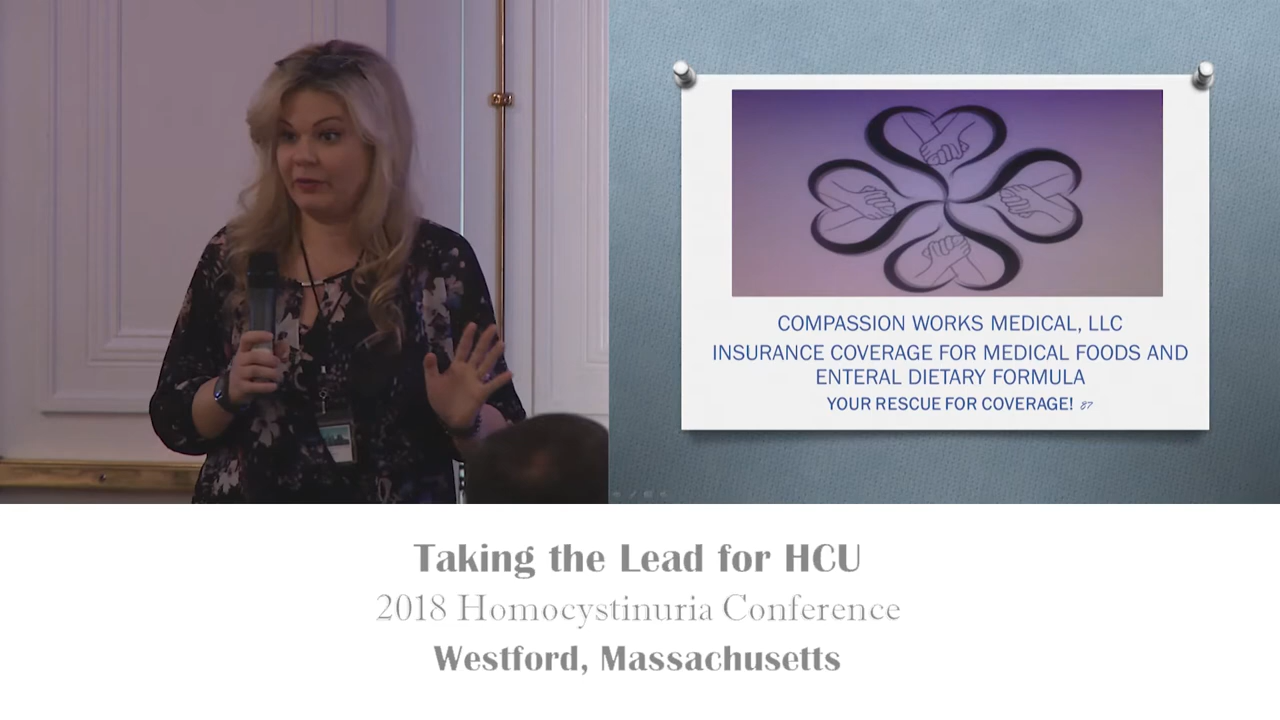 COMPASSION WORKS MEDICAL, LLC
INSURANCE COVERAGE FOR MEDICAL FOODS AND
ENTERAL DIETARY FORMULA
YOUR RESCUE FOR COVERAGE! 87
Taking the Lead for HCU
2018 Homocystinuria Conference
Westford, Massachusetts